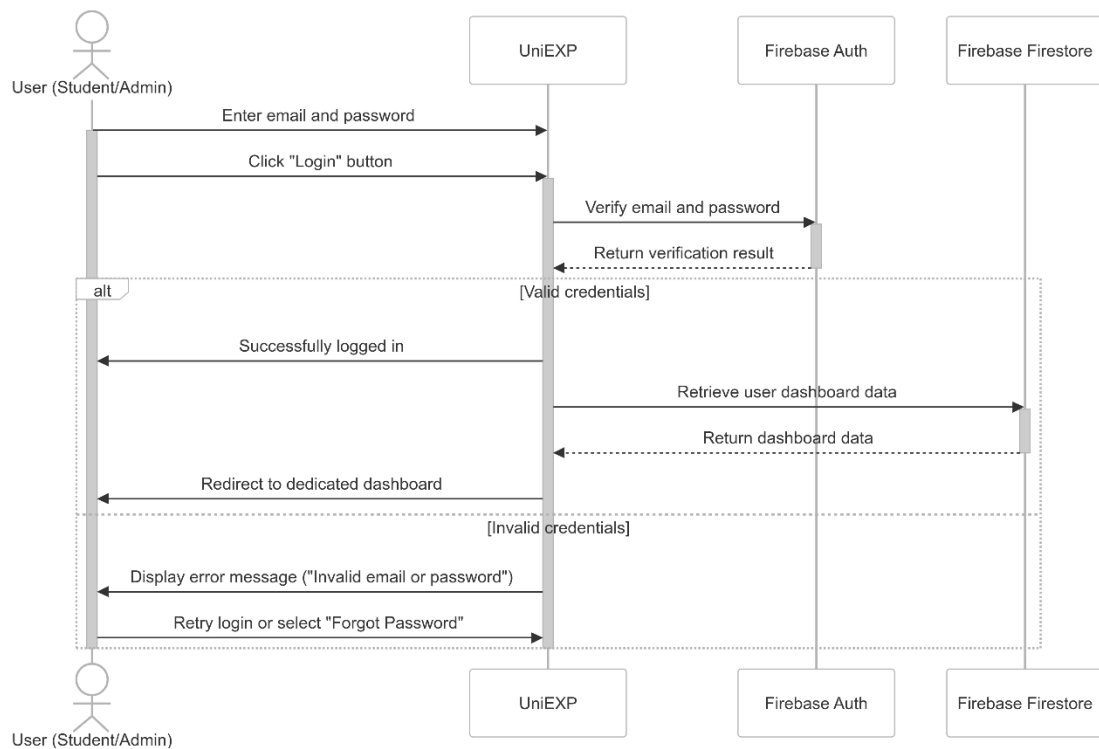 User (Student/Admin)
UniEXP
Firebase Auth
Firebase Firestore
Enter email and password
Click "Login" button
Verify email and password
Return verification result
alt
[Valid credentials]
Successfully logged in
Retrieve user dashboard data
Return dashboard data
Redirect to dedicated dashboard
[Invalid credentials]
Display error message ("Invalid email or password")
Retry login or select "Forgot Password"
User (Student/Admin)
UniEXP
Firebase Auth
Firebase Firestore